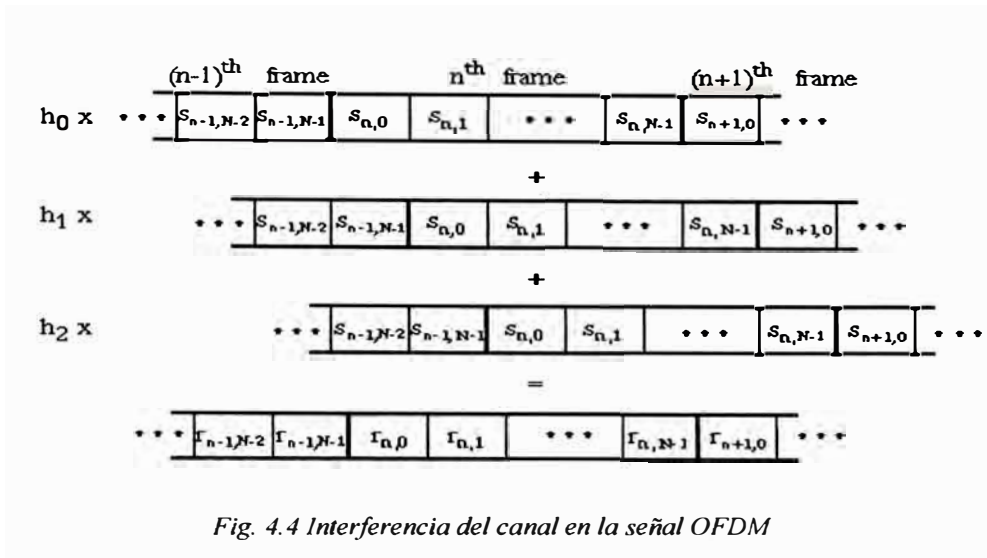 (n-1)th frame nth frame (n+1)th frame
h0 x • • • Sn-1,N-2 Sn-1,N-1 Sn,0 Sn,1 • • • Sn,N-1 Sn+1,0 • • •
+
h1 x • • • Sn-1,N-2 Sn-1,N-1 Sn,0 Sn,1 • • • Sn,N-1 Sn+1,0 • • •
+
h2 x • • • Sn-1,N-2 Sn-1,N-1 Sn,0 Sn,1 • • • Sn,N-1 Sn+1,0 • • •
=
• • • rn-1,N-2 rn-1,N-1 rn,0 rn,1 • • • rn,N-1 rn+1,0 • • •
Fig. 4.4 Interferencia del canal en la señal OFDM